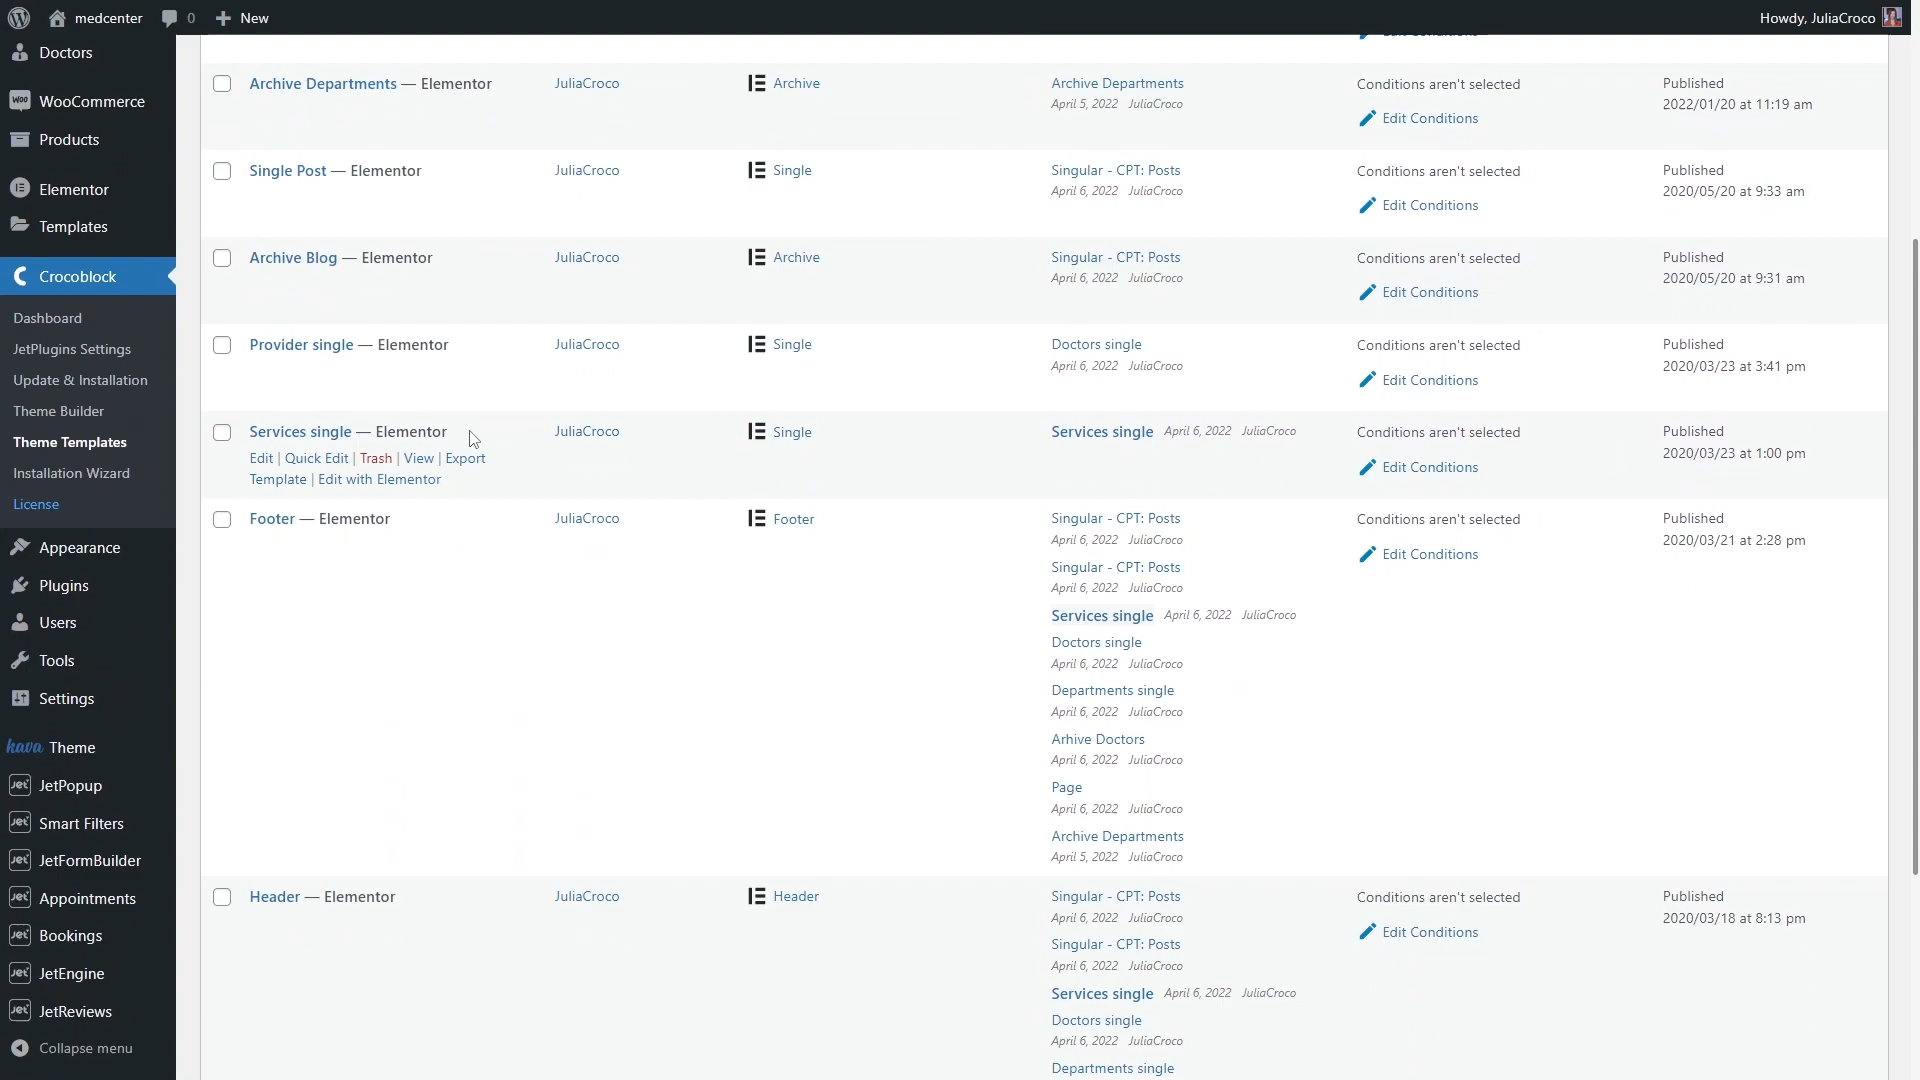 medcenter 0 New Howdy, JuliaCroco
Doctors
WooCommerce
Products
Elementor
Templates
Crocoblock
Dashboard
JetPlugins Settings
Update & Installation
Theme Builder
Theme Templates
Installation Wizard
License
Appearance
Plugins
Users
Tools
Settings
kava Theme
JetPopup
Smart Filters
JetFormBuilder
Appointments
Bookings
JetEngine
JetReviews
Collapse menu
Edit Conditions
Archive Departments — Elementor JuliaCroco Archive Archive Departments Conditions aren't selected Published
April 5, 2022 JuliaCroco 2022/01/20 at 11:19 am
Edit Conditions
Single Post — Elementor JuliaCroco Single Singular - CPT: Posts Conditions aren't selected Published
April 6, 2022 JuliaCroco 2020/05/20 at 9:33 am
Edit Conditions
Archive Blog — Elementor JuliaCroco Archive Singular - CPT: Posts Conditions aren't selected Published
April 6, 2022 JuliaCroco 2020/05/20 at 9:31 am
Edit Conditions
Provider single — Elementor JuliaCroco Single Doctors single Conditions aren't selected Published
April 6, 2022 JuliaCroco 2020/03/23 at 3:41 pm
Edit Conditions
Services single — Elementor JuliaCroco Single Services single April 6, 2022 JuliaCroco Conditions aren't selected Published
Edit | Quick Edit | Trash | View | Export 2020/03/23 at 1:00 pm
Template | Edit with Elementor Edit Conditions
Footer — Elementor JuliaCroco Footer Singular - CPT: Posts Conditions aren't selected Published
April 6, 2022 JuliaCroco 2020/03/21 at 2:28 pm
Edit Conditions
Singular - CPT: Posts
April 6, 2022 JuliaCroco
Services single April 6, 2022 JuliaCroco
Doctors single
April 6, 2022 JuliaCroco
Departments single
April 6, 2022 JuliaCroco
Arhive Doctors
April 6, 2022 JuliaCroco
Page
April 6, 2022 JuliaCroco
Archive Departments
April 5, 2022 JuliaCroco
Header — Elementor JuliaCroco Header Singular - CPT: Posts Conditions aren't selected Published
April 6, 2022 JuliaCroco 2020/03/18 at 8:13 pm
Edit Conditions
Singular - CPT: Posts
April 6, 2022 JuliaCroco
Services single April 6, 2022 JuliaCroco
Doctors single
April 6, 2022 JuliaCroco
Departments single